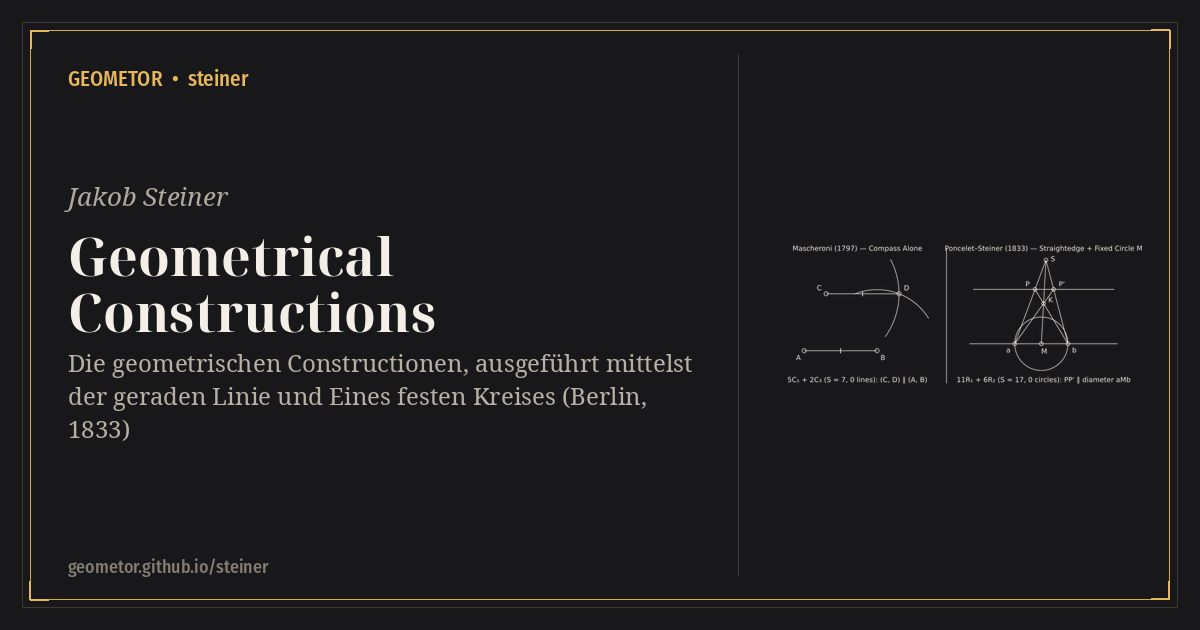 GEOMETOR • steiner
Jakob Steiner
Geometrical
Constructions
Die geometrischen Constructionen, ausgeführt mittelst
der geraden Linie und Eines festen Kreises (Berlin,
1833)
geometor.github.io/steiner
Mascheroni (1797) — Compass Alone
C
D
A
B
5C₁ + 2C₃ (S = 7, 0 lines): (C, D) ∥ (A, B)
Poncelet–Steiner (1833) — Straightedge + Fixed Circle M
S
P
P'
K
a
M
b
11R₁ + 6R₂ (S = 17, 0 circles): PP' ∥ diameter aMb